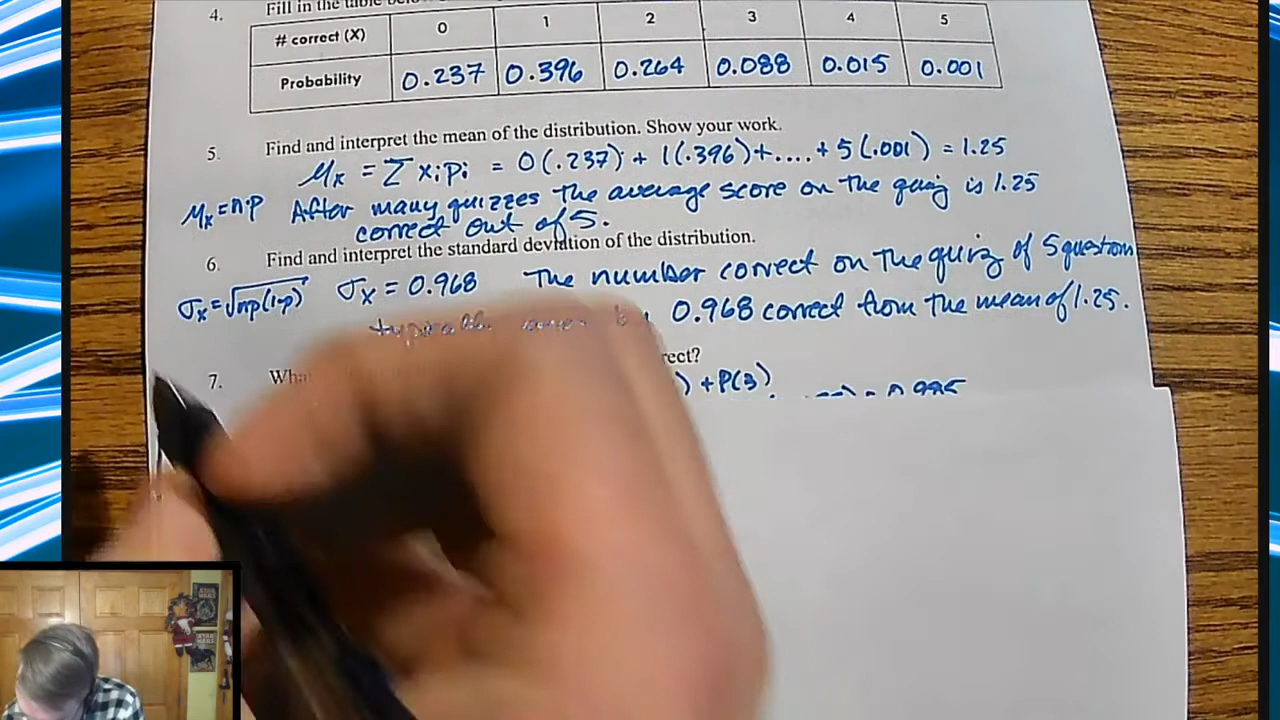 4. Fill in the table
# correct (X) 0 1 2 3 4 5
Probability 0.237 0.396 0.264 0.088 0.015 0.001
5. Find and interpret the mean of the distribution. Show your work.
μx = Σ xipi = 0(.237) + 1(.396)+....+ 5(.001) = 1.25
μx=n·p After many quizzes the average score on the quiz is 1.25
correct out of 5.
6. Find and interpret the standard deviation of the distribution.
σx=√np(1-p) σx = 0.968 The number correct on the quiz of 5 question
0.968 correct from the mean of 1.25.
7. rect?
) +P(3)